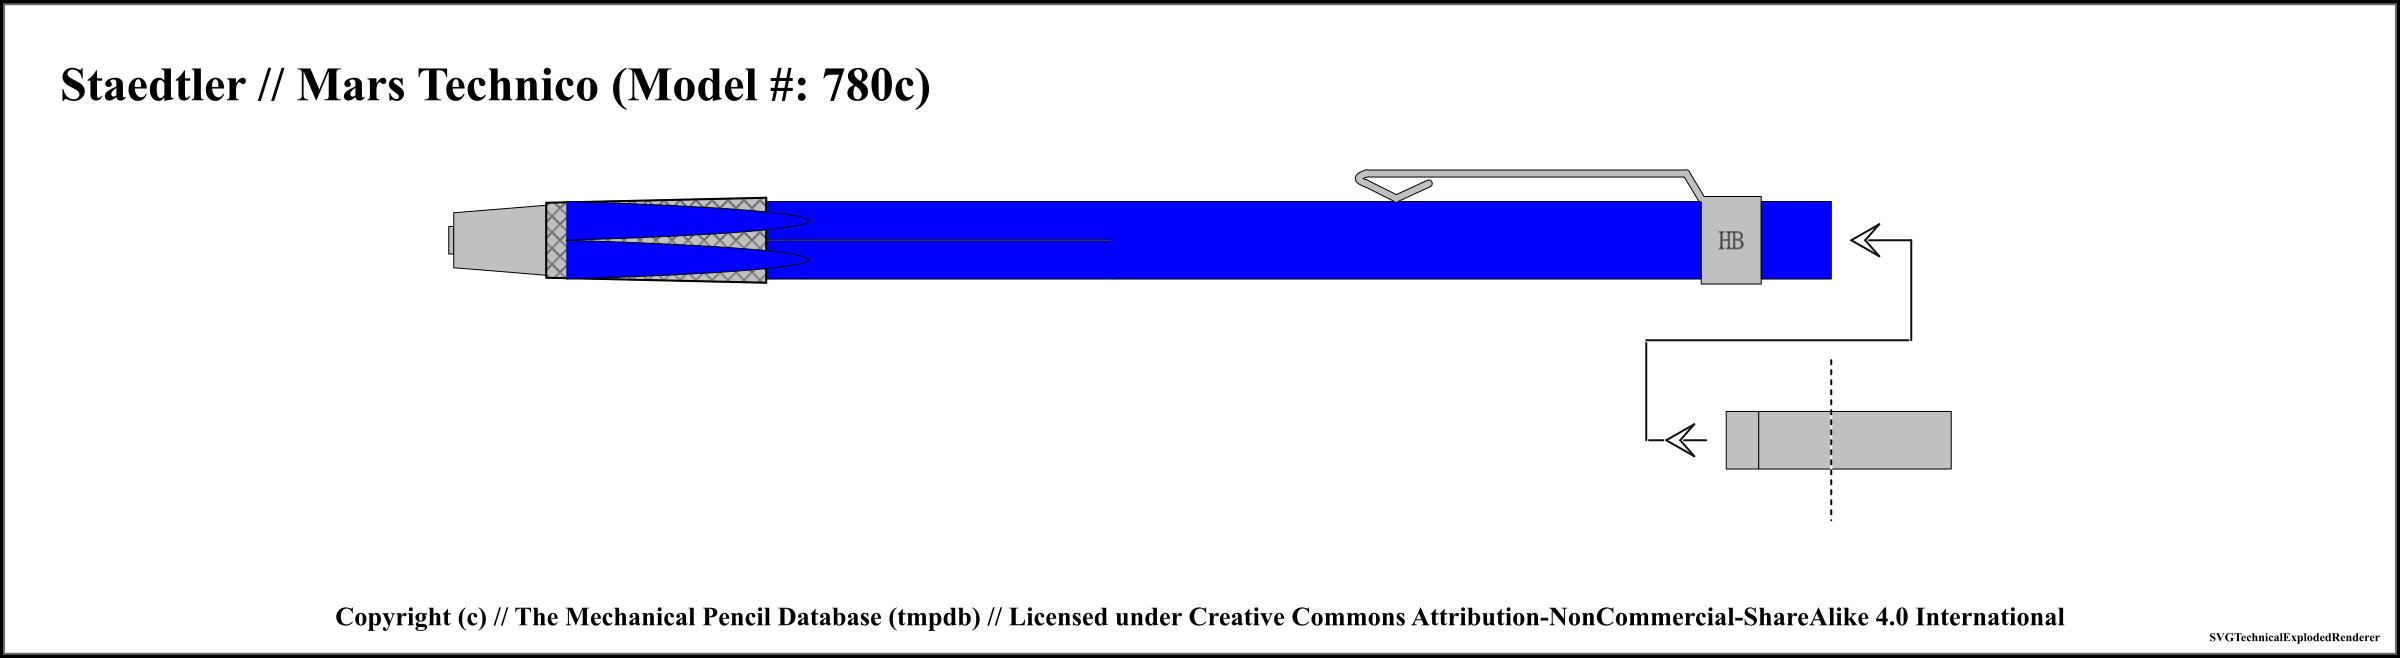 Staedtler // Mars Technico (Model #: 780c)
HB
Copyright (c) // The Mechanical Pencil Database (tmpdb) // Licensed under Creative Commons Attribution-NonCommercial-ShareAlike 4.0 International
SVGTechnicalExplodedRenderer